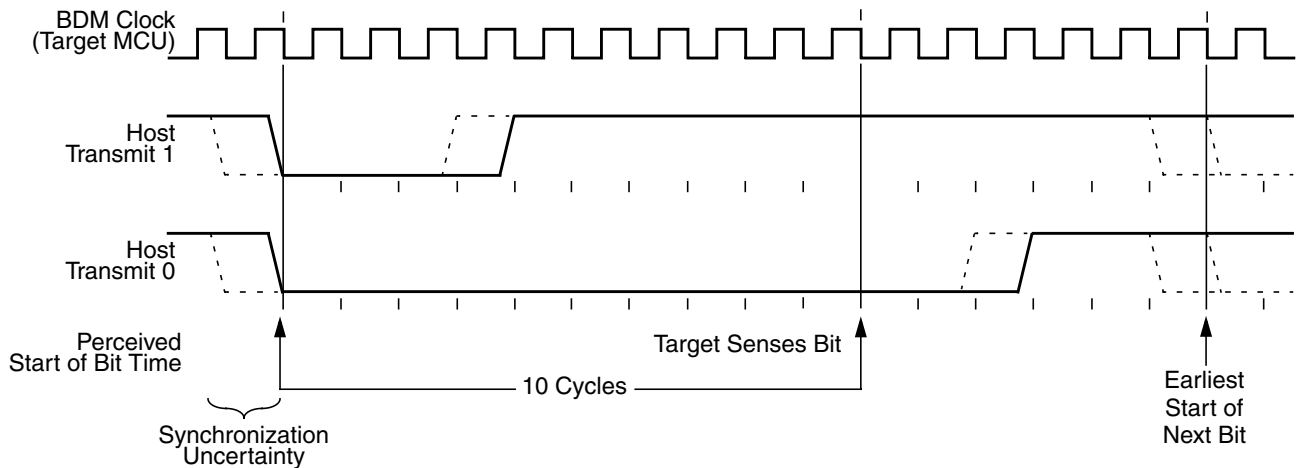 BDM Clock
(Target MCU)
Host
Transmit 1
Host
Transmit 0
Perceived
Start of Bit Time
Target Senses Bit
10 Cycles
Earliest
Start of
Next Bit
Synchronization
Uncertainty